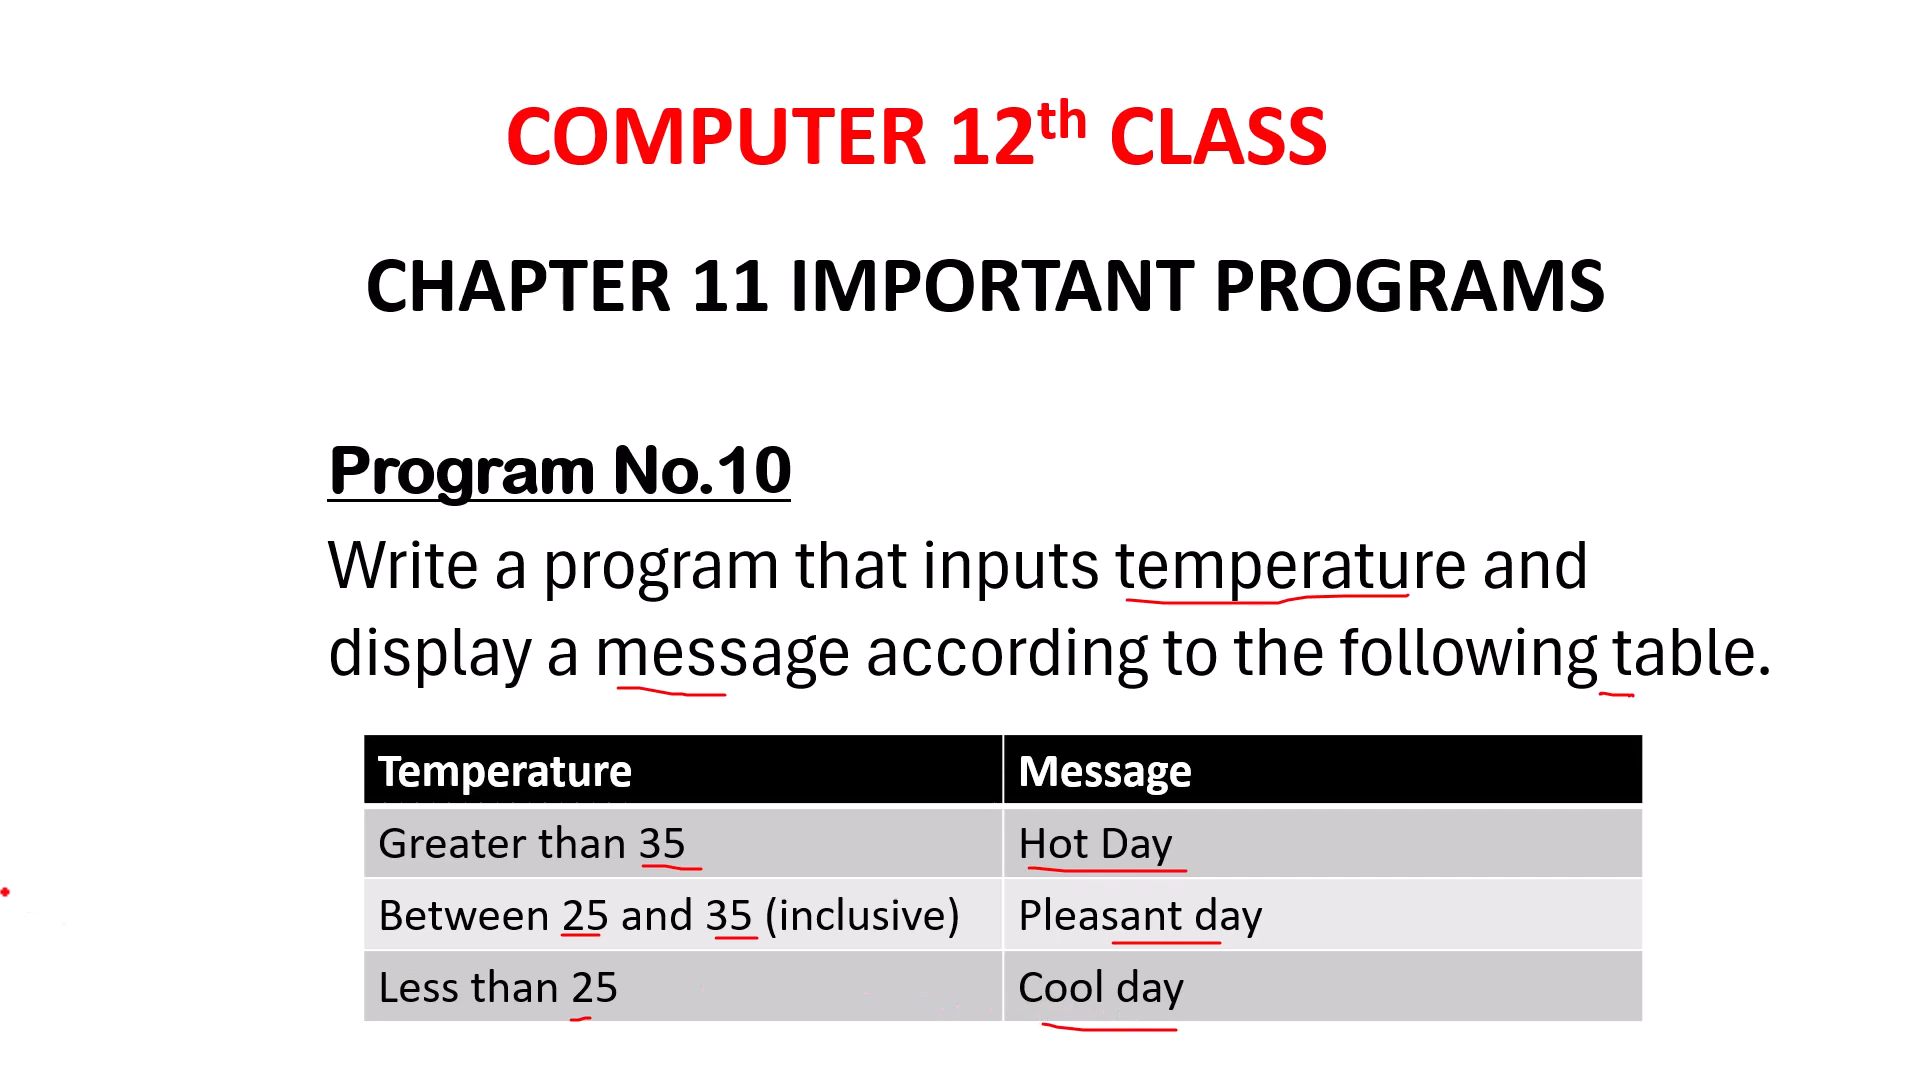 COMPUTER 12th CLASS
CHAPTER 11 IMPORTANT PROGRAMS
Program No.10
Write a program that inputs temperature and
display a message according to the following table.
Temperature Message
Greater than 35 Hot Day
Between 25 and 35 (inclusive) Pleasant day
Less than 25 Cool day